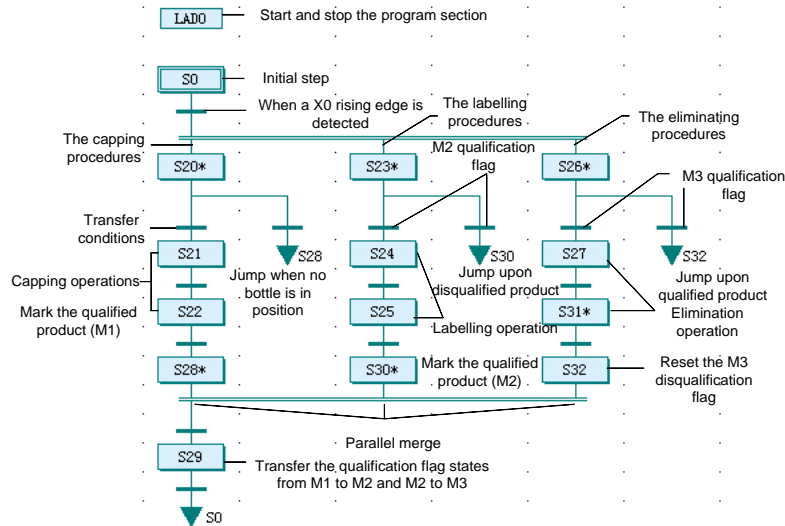 LAD0
Start and stop the program section
S0
Initial step
When a X0 rising edge is
detected
The labelling
procedures
The eliminating
procedures
The capping
procedures
M2 qualification
flag
M3 qualification
flag
S20*
S23*
S26*
Transfer
conditions
S21
S28
S24
S30
S27
S32
Capping operations
Jump when no
bottle is in
position
Jump upon
disqualified product
Jump upon
qualified product
Elimination
operation
Mark the qualified
product (M1)
S22
S25
Labelling operation
S31*
S28*
S30*
Mark the qualified
product (M2)
S32
Reset the M3
disqualification
flag
Parallel merge
S29
Transfer the qualification flag states
from M1 to M2 and M2 to M3
S0